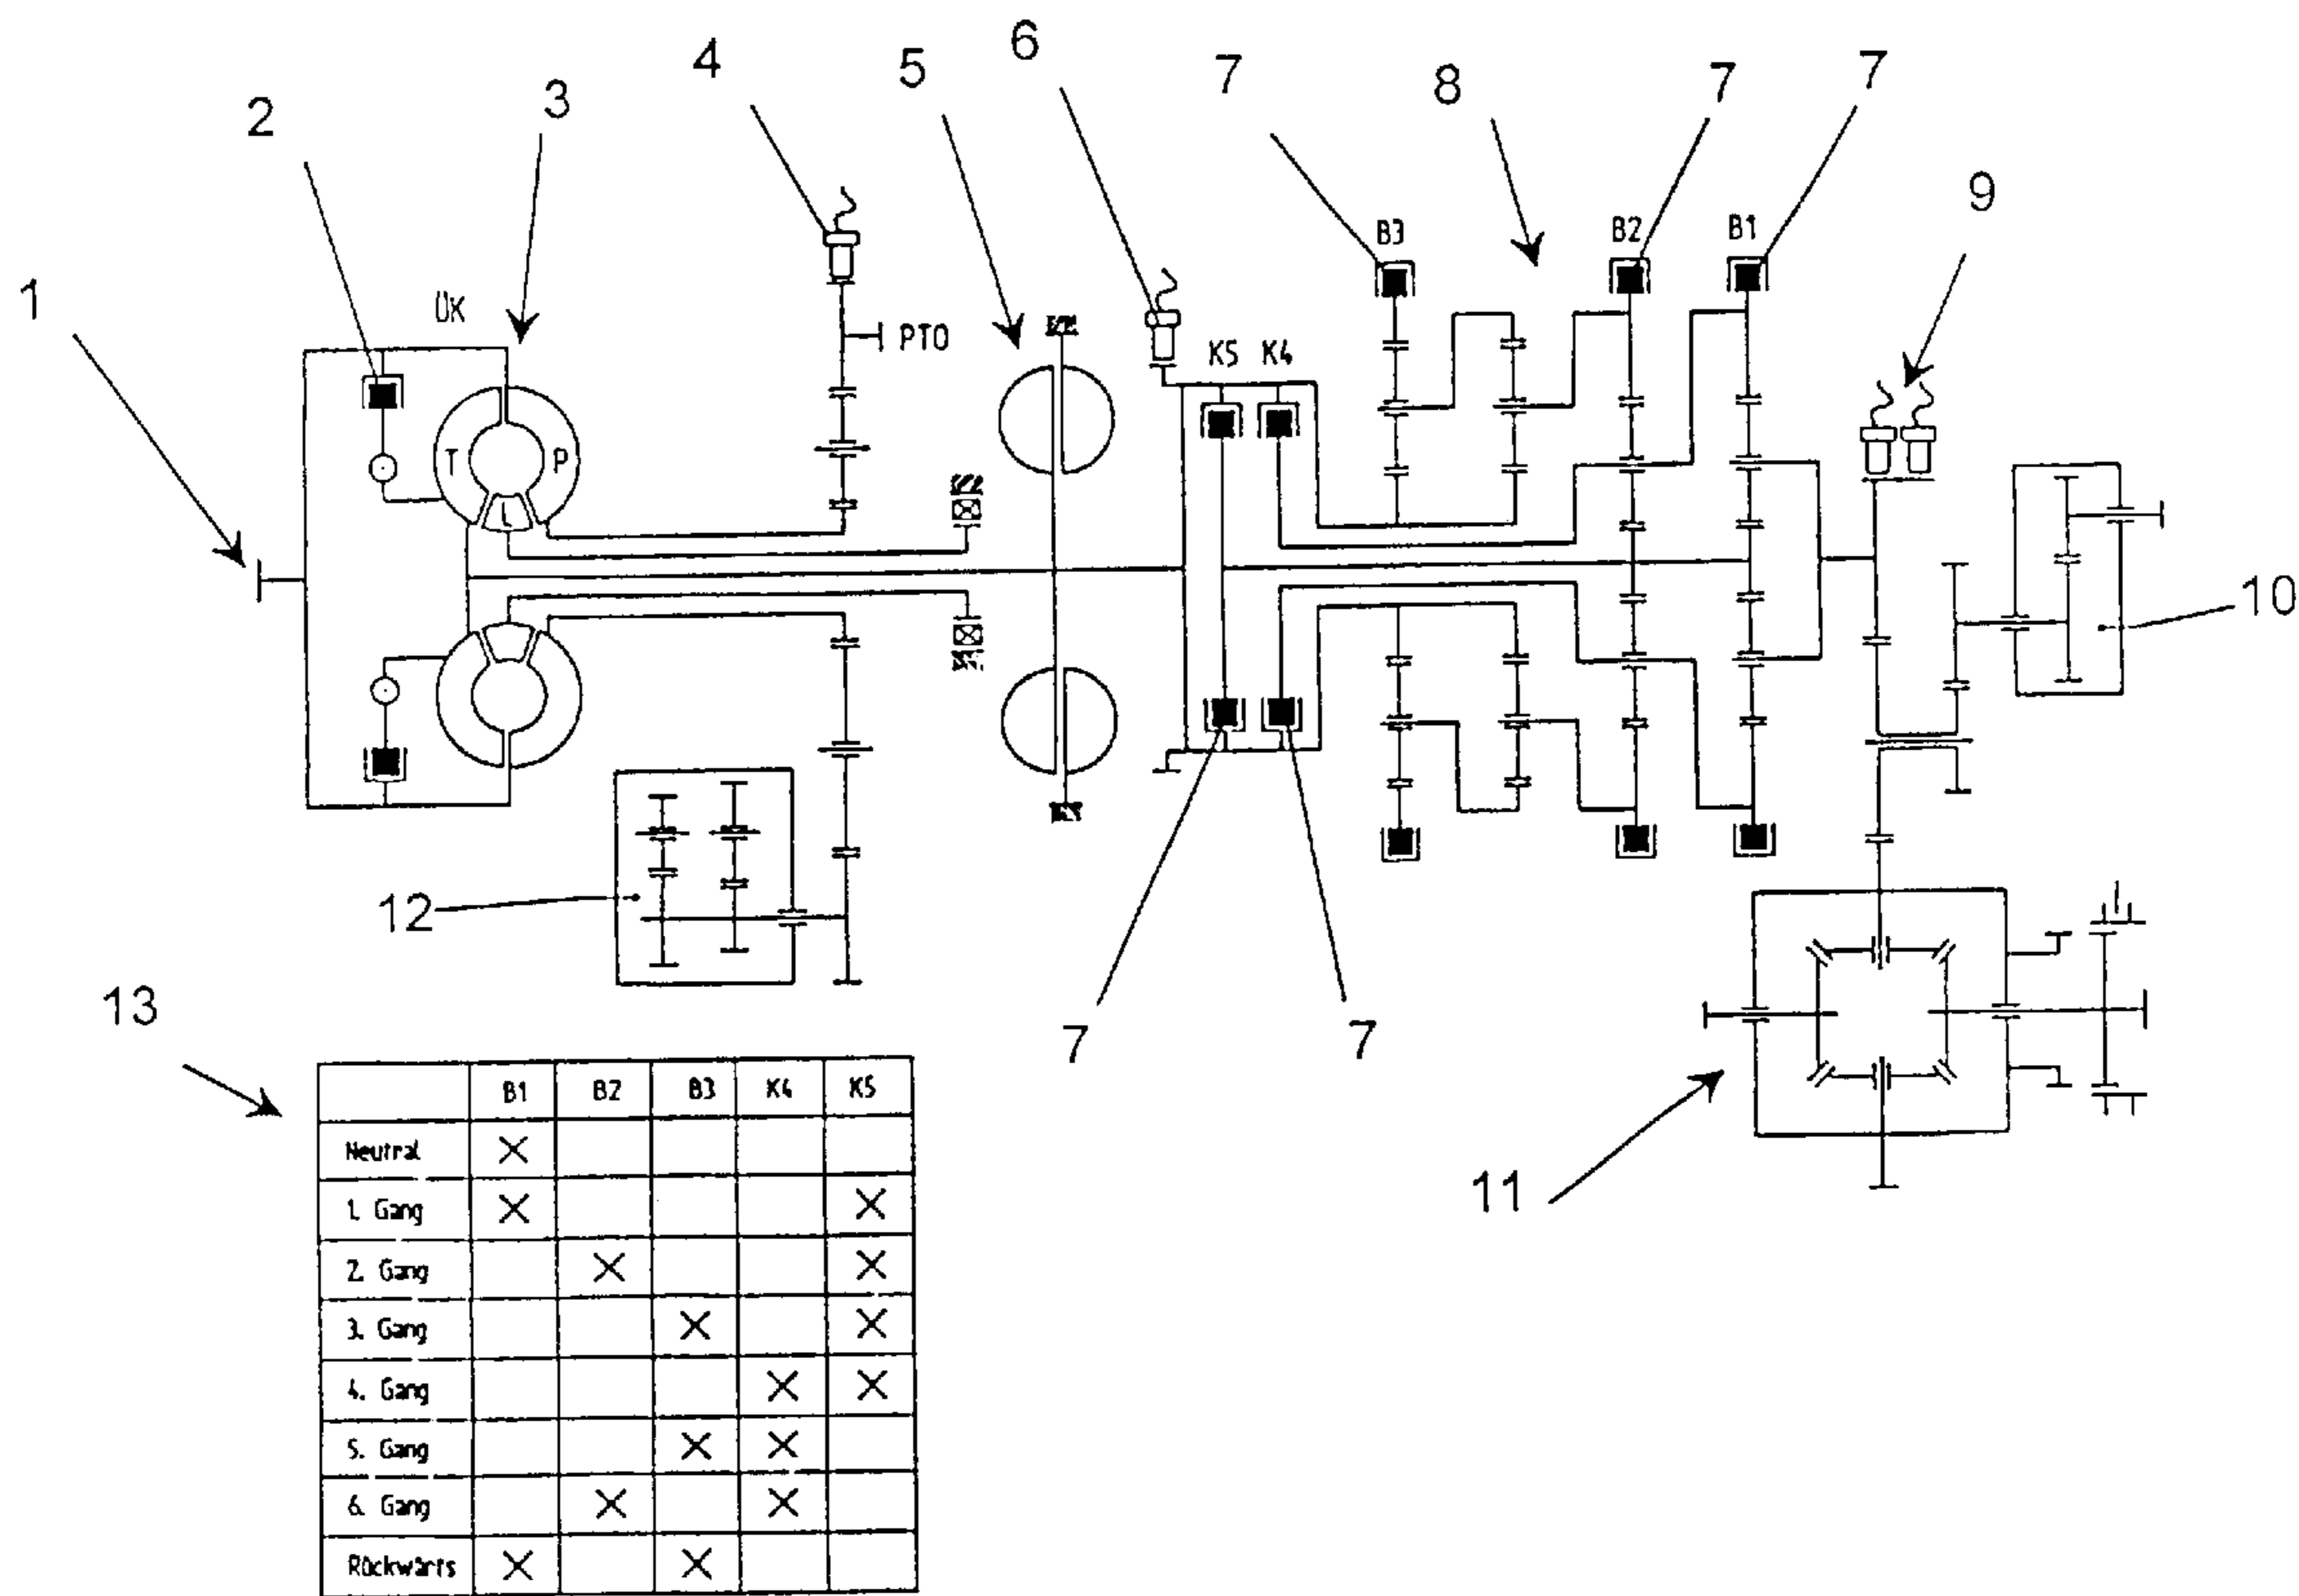 1
2
3
4
5
6
7
8
7
7
9
ÜK
PTO
T
P
L
K5 K4
B3
B2
B1
10
12
7
7
11
13
B1 B2 B3 K4 K5
Neutral X
1. Gang X X
2. Gang X X
3. Gang X X
4. Gang X X
5. Gang X X
6. Gang X X
Rückwärts X X